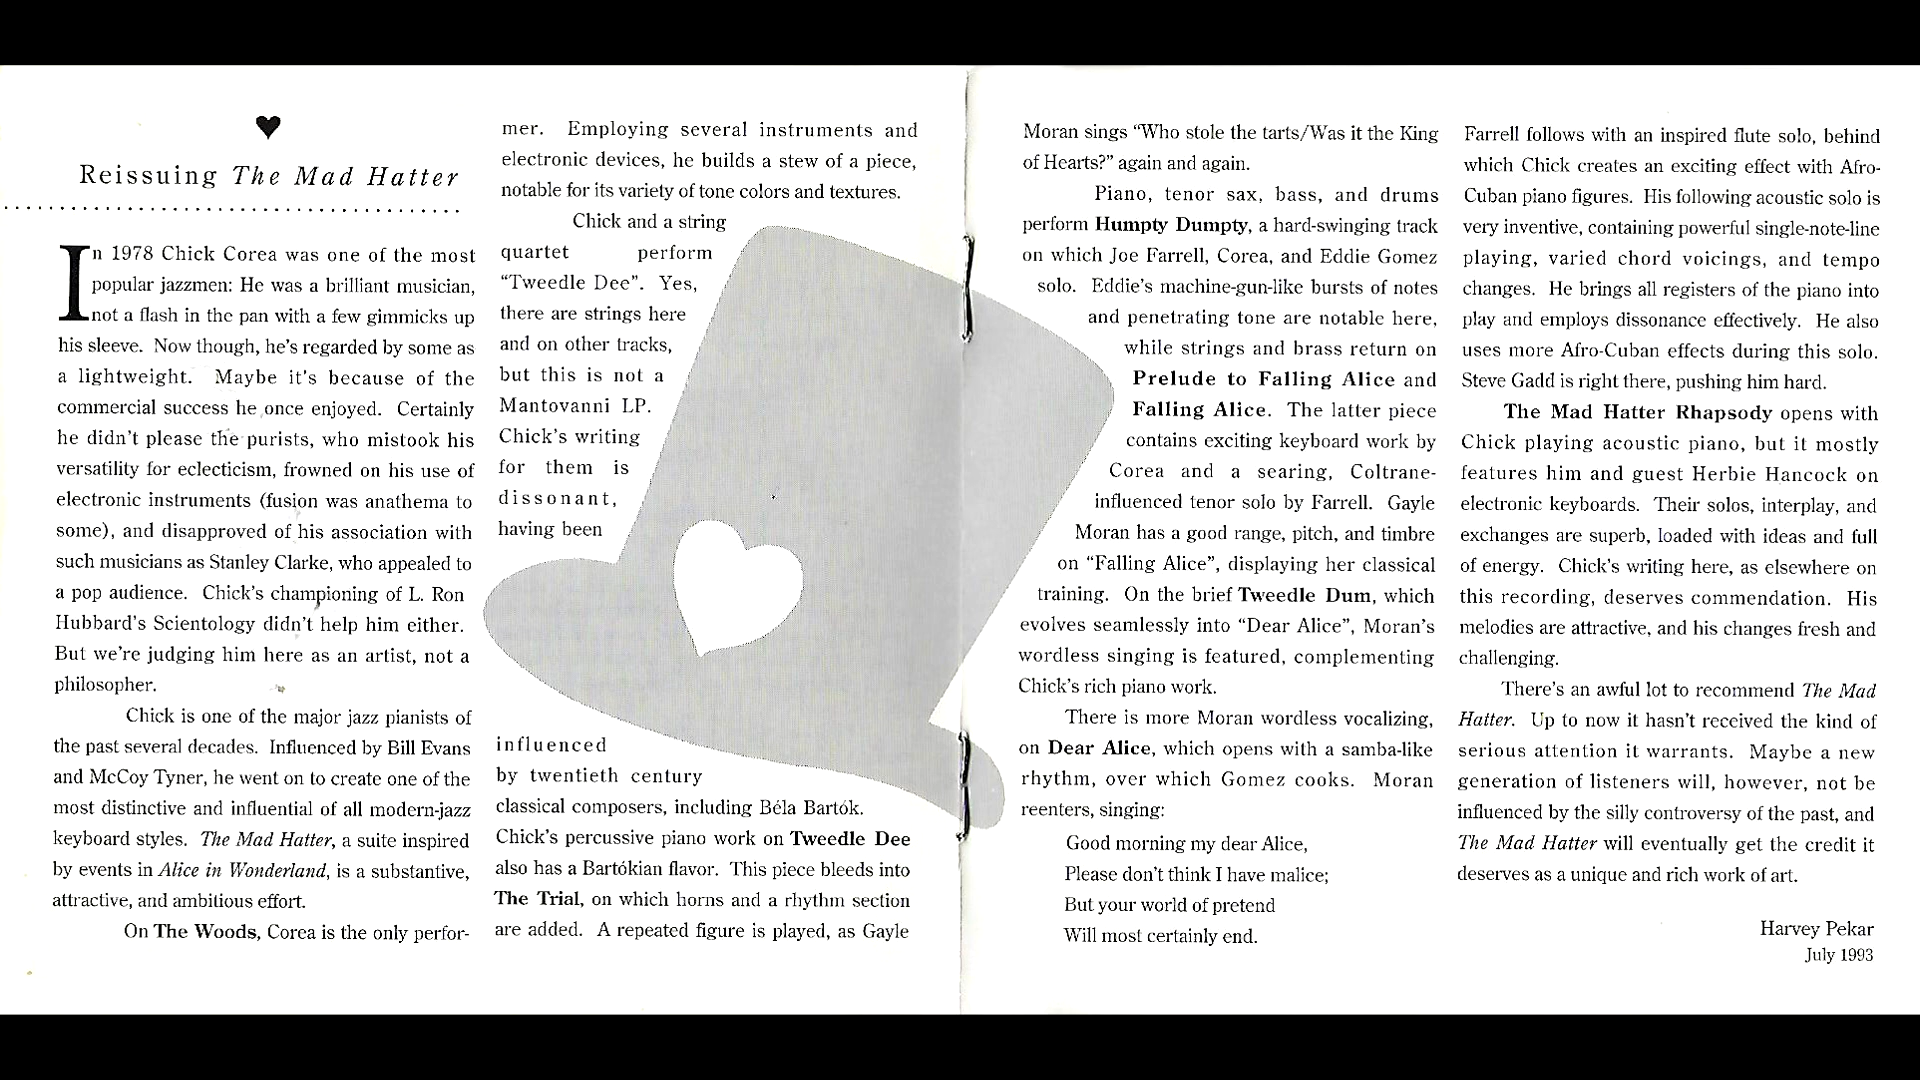 Reissuing The Mad Hatter
In 1978 Chick Corea was one of the most
popular jazzmen: He was a brilliant musician,
not a flash in the pan with a few gimmicks up
his sleeve. Now though, he's regarded by some as
a lightweight. Maybe it's because of the
commercial success he once enjoyed. Certainly
he didn't please the purists, who mistook his
versatility for eclecticism, frowned on his use of
electronic instruments (fusion was anathema to
some), and disapproved of his association with
such musicians as Stanley Clarke, who appealed to
a pop audience. Chick's championing of L. Ron
Hubbard's Scientology didn't help him either.
But we're judging him here as an artist, not a
philosopher.
Chick is one of the major jazz pianists of
the past several decades. Influenced by Bill Evans
and McCoy Tyner, he went on to create one of the
most distinctive and influential of all modern-jazz
keyboard styles. The Mad Hatter, a suite inspired
by events in Alice in Wonderland, is a substantive,
attractive, and ambitious effort.
On The Woods, Corea is the only perfor-
mer. Employing several instruments and
electronic devices, he builds a stew of a piece,
notable for its variety of tone colors and textures.
Chick and a string
quartet perform
"Tweedle Dee". Yes,
there are strings here
and on other tracks,
but this is not a
Mantovanni LP.
Chick's writing
for them is
dissonant,
having been
influenced
by twentieth century
classical composers, including Béla Bartók.
Chick's percussive piano work on Tweedle Dee
also has a Bartókian flavor. This piece bleeds into
The Trial, on which horns and a rhythm section
are added. A repeated figure is played, as Gayle
Moran sings "Who stole the tarts/Was it the King
of Hearts?" again and again.
Piano, tenor sax, bass, and drums
perform Humpty Dumpty, a hard-swinging track
on which Joe Farrell, Corea, and Eddie Gomez
solo. Eddie's machine-gun-like bursts of notes
and penetrating tone are notable here,
while strings and brass return on
Prelude to Falling Alice and
Falling Alice. The latter piece
contains exciting keyboard work by
Corea and a searing, Coltrane-
influenced tenor solo by Farrell. Gayle
Moran has a good range, pitch, and timbre
on "Falling Alice", displaying her classical
training. On the brief Tweedle Dum, which
evolves seamlessly into "Dear Alice", Moran's
wordless singing is featured, complementing
Chick's rich piano work.
There is more Moran wordless vocalizing,
on Dear Alice, which opens with a samba-like
rhythm, over which Gomez cooks. Moran
reenters, singing:
Good morning my dear Alice,
Please don't think I have malice;
But your world of pretend
Will most certainly end.
Farrell follows with an inspired flute solo, behind
which Chick creates an exciting effect with Afro-
Cuban piano figures. His following acoustic solo is
very inventive, containing powerful single-note-line
playing, varied chord voicings, and tempo
changes. He brings all registers of the piano into
play and employs dissonance effectively. He also
uses more Afro-Cuban effects during this solo.
Steve Gadd is right there, pushing him hard.
The Mad Hatter Rhapsody opens with
Chick playing acoustic piano, but it mostly
features him and guest Herbie Hancock on
electronic keyboards. Their solos, interplay, and
exchanges are superb, loaded with ideas and full
of energy. Chick's writing here, as elsewhere on
this recording, deserves commendation. His
melodies are attractive, and his changes fresh and
challenging.
There's an awful lot to recommend The Mad
Hatter. Up to now it hasn't received the kind of
serious attention it warrants. Maybe a new
generation of listeners will, however, not be
influenced by the silly controversy of the past, and
The Mad Hatter will eventually get the credit it
deserves as a unique and rich work of art.
Harvey Pekar
July 1993